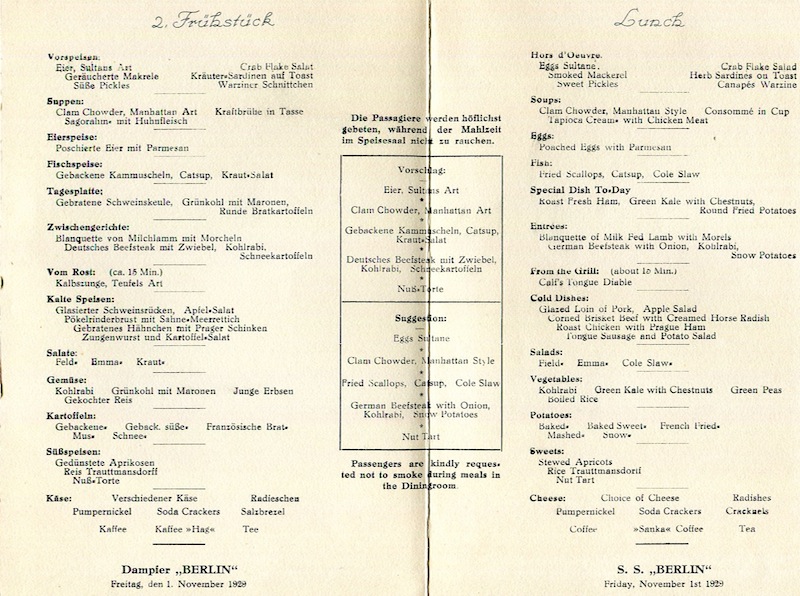 2. Frühstück
Vorspeisen:
Eier, Sultans Art Crab Flake Salat
Geräucherte Makrele Kräuter-Sardinen auf Toast
Süße Pickles Warziner Schnittchen
Suppen:
Clam Chowder, Manhattan Art Kraftbrühe in Tasse
Sagorahm- mit Huhnfleisch
Eierspeise:
Poschierte Eier mit Parmesan
Fischspeise:
Gebackene Kammuscheln, Catsup, Kraut-Salat
Tagesplatte:
Gebratene Schweinskeule, Grünkohl mit Maronen,
Runde Bratkartoffeln
Zwischengerichte:
Blanquette von Milchlamm mit Morcheln
Deutsches Beefsteak mit Zwiebel, Kohlrabi,
Schneekartoffeln
Vom Rost: (ca. 15 Min.)
Kalbszunge, Teufels Art
Kalte Speisen:
Glasierter Schweinsrücken, Apfel-Salat
Pökelrinderbrust mit Sahne-Meerrettich
Gebratenes Hähnchen mit Prager Schinken
Zungenwurst und Kartoffel-Salat
Salate:
Feld- Emma- Kraut-
Gemüse:
Kohlrabi Grünkohl mit Maronen Junge Erbsen
Gekochter Reis
Kartoffeln:
Gebackene- Geback. süße- Französische Brat-
Mus- Schnee-
Süßspeisen:
Gedünstete Aprikosen
Reis Trauttmansdorff
Nuß-Torte
Käse: Verschiedener Käse Radieschen
Pumpernickel Soda Crackers Salzbrezel
Kaffee Kaffee »Hag« Tee
Dampfer „BERLIN“
Freitag, den 1. November 1929
Die Passagiere werden höflichst
gebeten, während der Mahlzeit
im Speisesaal nicht zu rauchen.
Vorschlag:
Eier, Sultans Art
*
Clam Chowder, Manhattan Art
*
Gebackene Kammuscheln, Catsup,
Kraut-Salat
*
Deutsches Beefsteak mit Zwiebel,
Kohlrabi, Schneekartoffeln
*
Nuß-Torte
Suggestion:
Eggs Sultane
*
Clam Chowder, Manhattan Style
*
Fried Scallops, Catsup, Cole Slaw
*
German Beefsteak with Onion,
Kohlrabi, Snow Potatoes
*
Nut Tart
Passengers are kindly reques-
ted not to smoke during meals in
the Diningroom.
Lunch
Hors d'Oeuvre:
Eggs Sultane. Crab Flake Salad
Smoked Mackerel Herb Sardines on Toast
Sweet Pickles Canapés Warzine
Soups:
Clam Chowder, Manhattan Style Consommé in Cup
Tapioca Cream- with Chicken Meat
Eggs:
Poached Eggs with Parmesan
Fish:
Fried Scallops, Catsup, Cole Slaw
Special Dish To-Day
Roast Fresh Ham, Green Kale with Chestnuts,
Round Fried Potatoes
Entrées:
Blanquette of Milk Fed Lamb with Morels
German Beefsteak with Onion, Kohlrabi,
Snow Potatoes
From the Grill: (about 15 Min.)
Calf's Tongue Diable
Cold Dishes:
Glazed Loin of Pork, Apple Salad
Corned Brisket Beef with Creamed Horse Radish
Roast Chicken with Prague Ham
Tongue Sausage and Potato Salad
Salads:
Field- Emma- Cole Slaw-
Vegetables:
Kohlrabi Green Kale with Chestnuts Green Peas
Boiled Rice
Potatoes:
Baked- Baked Sweet- French Fried-
Mashed- Snow-
Sweets:
Stewed Apricots
Rice Trauttmansdorf
Nut Tart
Cheese: Choice of Cheese Radishes
Pumpernickel Soda Crackers Cracknels
Coffee »Sanka« Coffee Tea
S. S. „BERLIN“
Friday, November 1st 1929